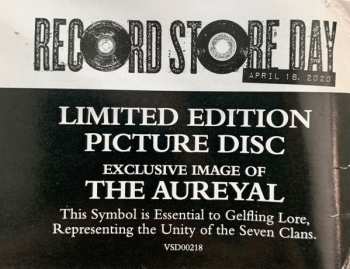 RECORD STORE DAY
APRIL 18, 2020
LIMITED EDITION
PICTURE DISC
EXCLUSIVE IMAGE OF
THE AUREYAL
This Symbol is Essential to Gelfling Lore,
Representing the Unity of the Seven Clans.
VSD00218